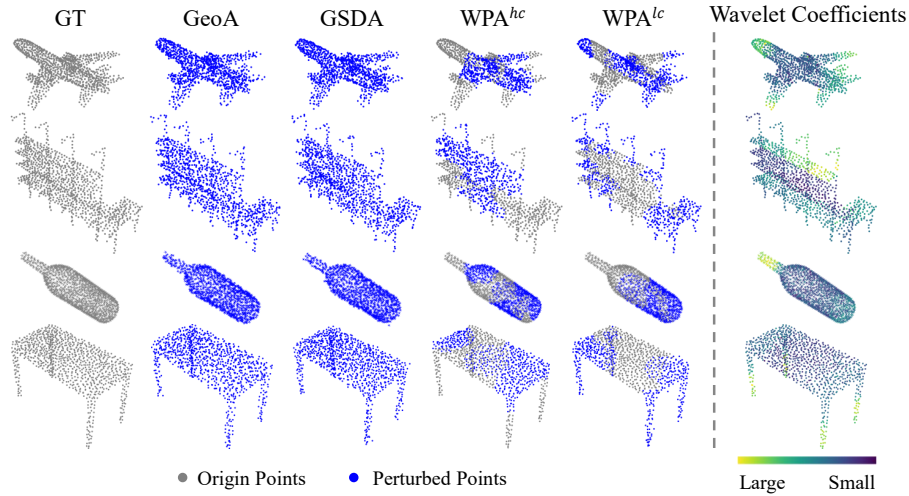 GT GeoA GSDA WPA^hc WPA^lc Wavelet Coefficients
Origin Points Perturbed Points
Large Small